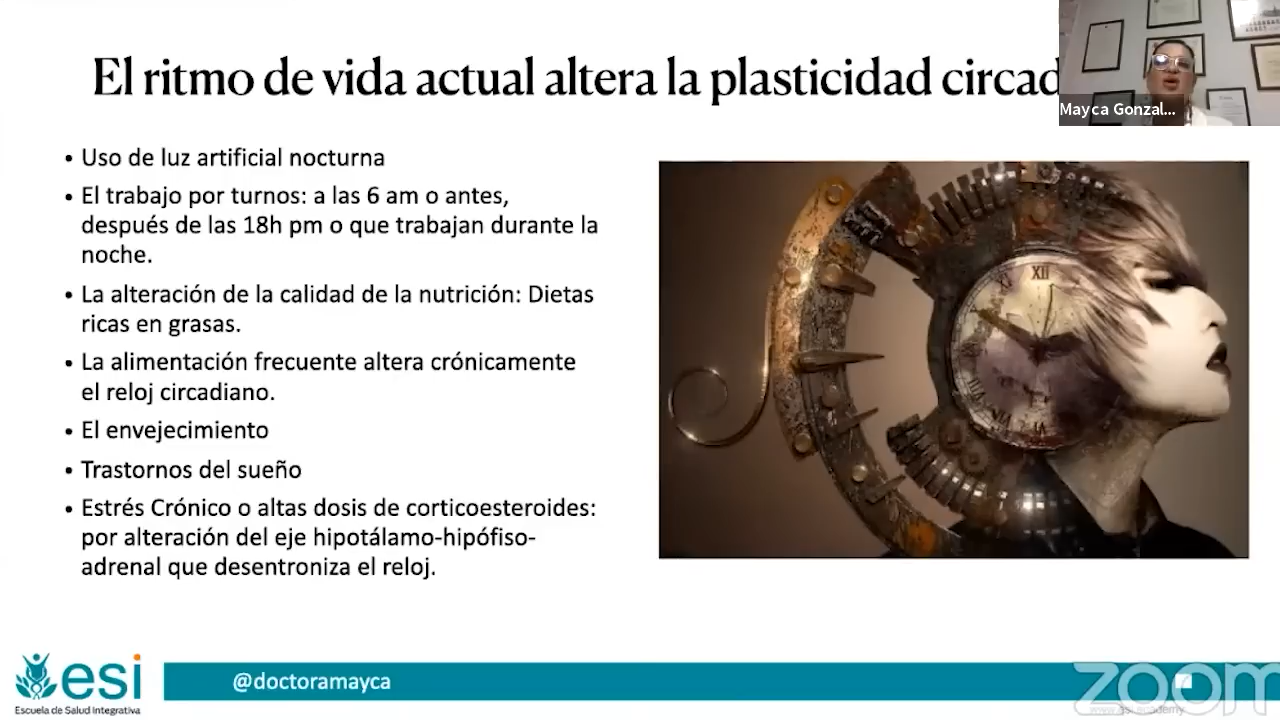 El ritmo de vida actual altera la plasticidad circad
Mayca Gonzal...
• Uso de luz artificial nocturna
• El trabajo por turnos: a las 6 am o antes,
después de las 18h pm o que trabajan durante la
noche.
• La alteración de la calidad de la nutrición: Dietas
ricas en grasas.
• La alimentación frecuente altera crónicamente
el reloj circadiano.
• El envejecimiento
• Trastornos del sueño
• Estrés Crónico o altas dosis de corticoesteroides:
por alteración del eje hipotálamo-hipófiso-
adrenal que desentroniza el reloj.
XII
esi
Escuela de Salud Integrativa
@doctoramayca
zoom